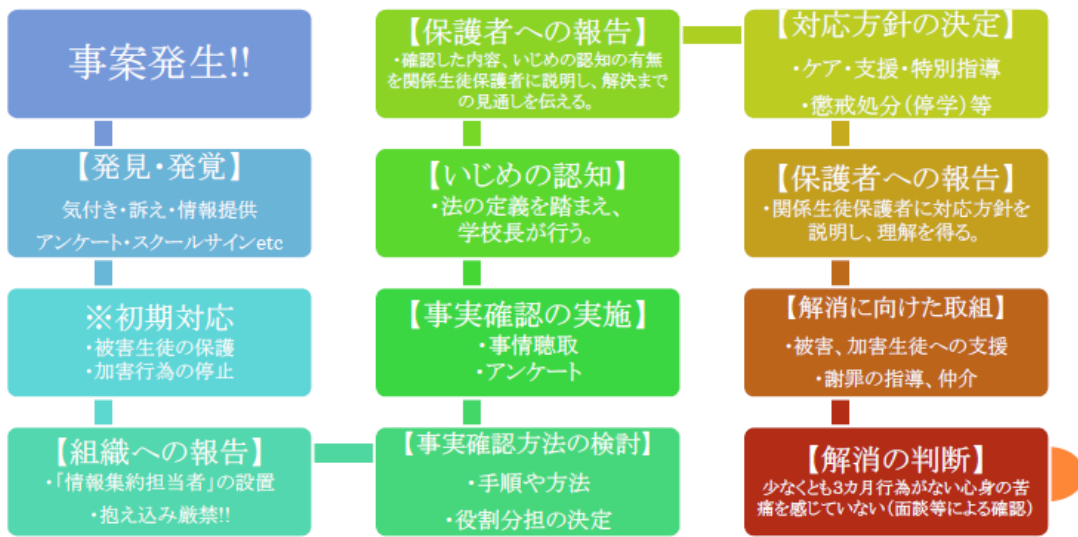 事案発生!!
【発見・発覚】
気付き・訴え・情報提供
アンケート・スクールサインetc
※初期対応
・被害生徒の保護
・加害行為の停止
【組織への報告】
・「情報集約担当者」の設置
・抱え込み厳禁!!
【事実確認方法の検討】
・手順や方法
・役割分担の決定
【事実確認の実施】
・事情聴取
・アンケート
【いじめの認知】
・法の定義を踏まえ、
学校長が行う。
【保護者への報告】
・確認した内容、いじめの認知の有無
を関係生徒保護者に説明し、解決まで
の見通しを伝える。
【対応方針の決定】
・ケア・支援・特別指導
・懲戒処分(停学)等
【保護者への報告】
・関係生徒保護者に対応方針を
説明し、理解を得る。
【解消に向けた取組】
・被害、加害生徒への支援
・謝罪の指導、仲介
【解消の判断】
少なくとも3カ月行為がない心身の苦
痛を感じていない(面談等による確認)